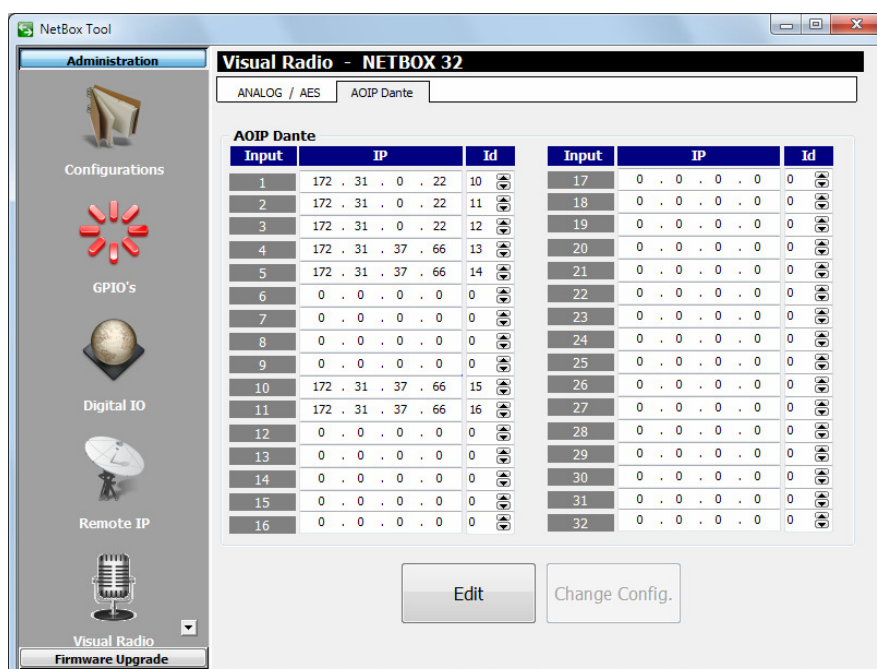 NetBox Tool
Administration
Configurations
GPIO's
Digital IO
Remote IP
Visual Radio
Firmware Upgrade
Visual Radio - NETBOX 32
ANALOG / AES AOIP Dante
AOIP Dante
Input IP Id Input IP Id
1 172 . 31 . 0 . 22 10 17 0 . 0 . 0 . 0 0
2 172 . 31 . 0 . 22 11 18 0 . 0 . 0 . 0 0
3 172 . 31 . 0 . 22 12 19 0 . 0 . 0 . 0 0
4 172 . 31 . 37 . 66 13 20 0 . 0 . 0 . 0 0
5 172 . 31 . 37 . 66 14 21 0 . 0 . 0 . 0 0
6 0 . 0 . 0 . 0 0 22 0 . 0 . 0 . 0 0
7 0 . 0 . 0 . 0 0 23 0 . 0 . 0 . 0 0
8 0 . 0 . 0 . 0 0 24 0 . 0 . 0 . 0 0
9 0 . 0 . 0 . 0 0 25 0 . 0 . 0 . 0 0
10 172 . 31 . 37 . 66 15 26 0 . 0 . 0 . 0 0
11 172 . 31 . 37 . 66 16 27 0 . 0 . 0 . 0 0
12 0 . 0 . 0 . 0 0 28 0 . 0 . 0 . 0 0
13 0 . 0 . 0 . 0 0 29 0 . 0 . 0 . 0 0
14 0 . 0 . 0 . 0 0 30 0 . 0 . 0 . 0 0
15 0 . 0 . 0 . 0 0 31 0 . 0 . 0 . 0 0
16 0 . 0 . 0 . 0 0 32 0 . 0 . 0 . 0 0
Edit Change Config.